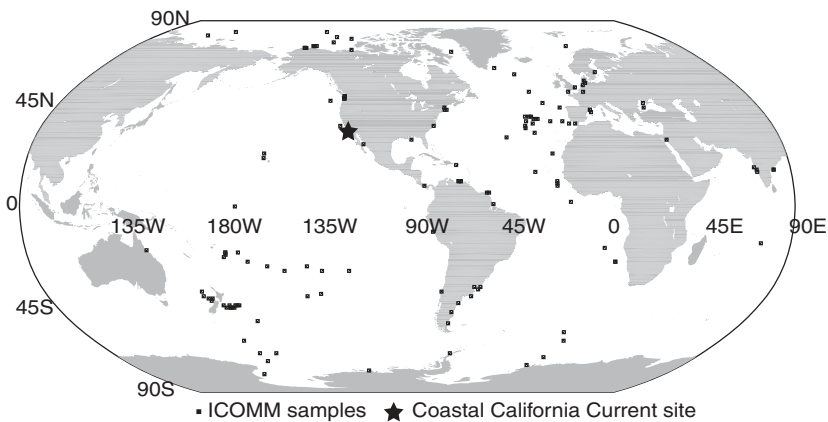 90N
45N
0
135W 180W 135W 90W 45W 0 45E 90E
45S
90S
ICOMM samples Coastal California Current site